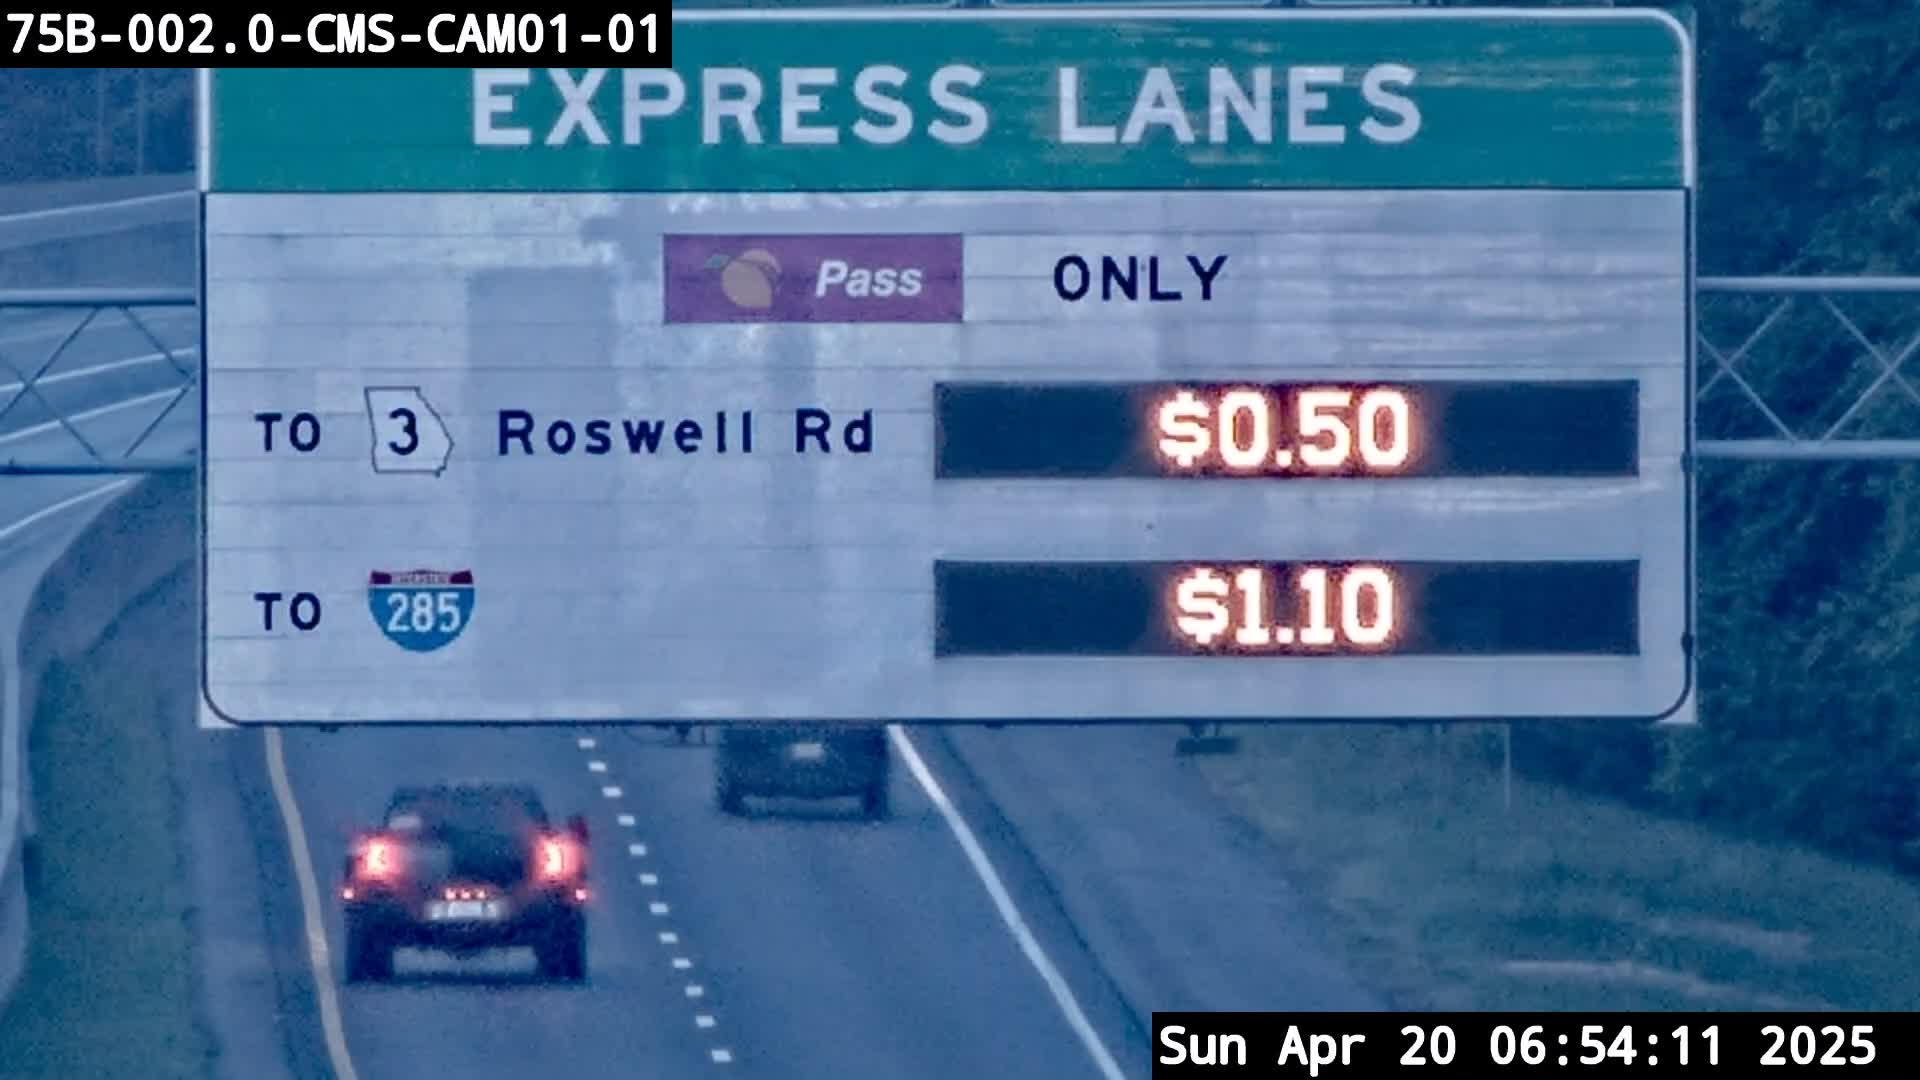 75B-002.0-CMS-CAM01-01
EXPRESS LANES
Pass ONLY
TO 3 Roswell Rd $0.50
TO 285 $1.10
Sun Apr 20 06:54:11 2025